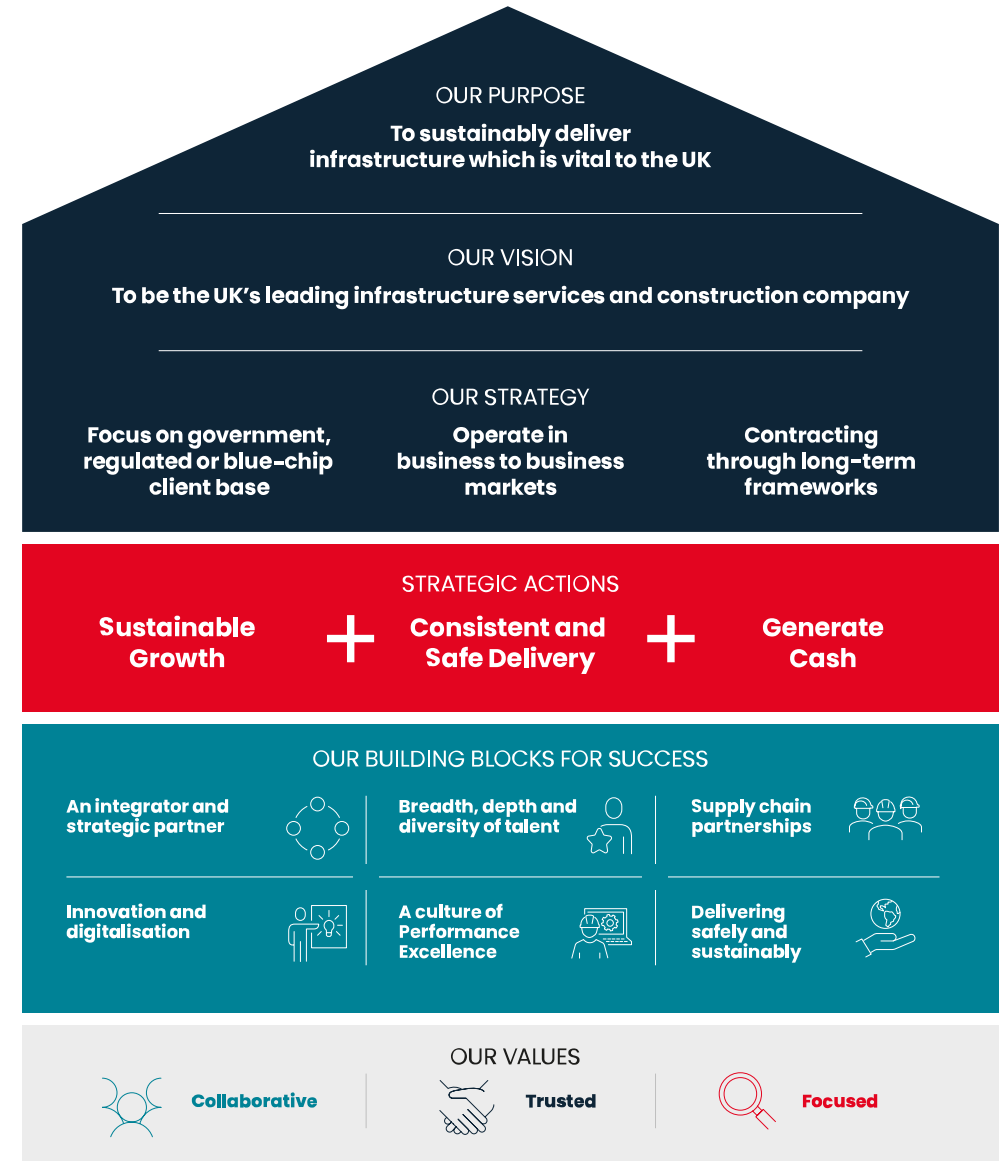 OUR PURPOSE
To sustainably deliver
infrastructure which is vital to the UK
OUR VISION
To be the UK's leading infrastructure services and construction company
OUR STRATEGY
Focus on government,
regulated or blue-chip
client base
Operate in
business to business
markets
Contracting
through long-term
frameworks
STRATEGIC ACTIONS
Sustainable
Growth
+
Consistent and
Safe Delivery
+
Generate
Cash
OUR BUILDING BLOCKS FOR SUCCESS
An integrator and
strategic partner
Breadth, depth and
diversity of talent
Supply chain
partnerships
Innovation and
digitalisation
A culture of
Performance
Excellence
Delivering
safely and
sustainably
OUR VALUES
Collaborative
Trusted
Focused